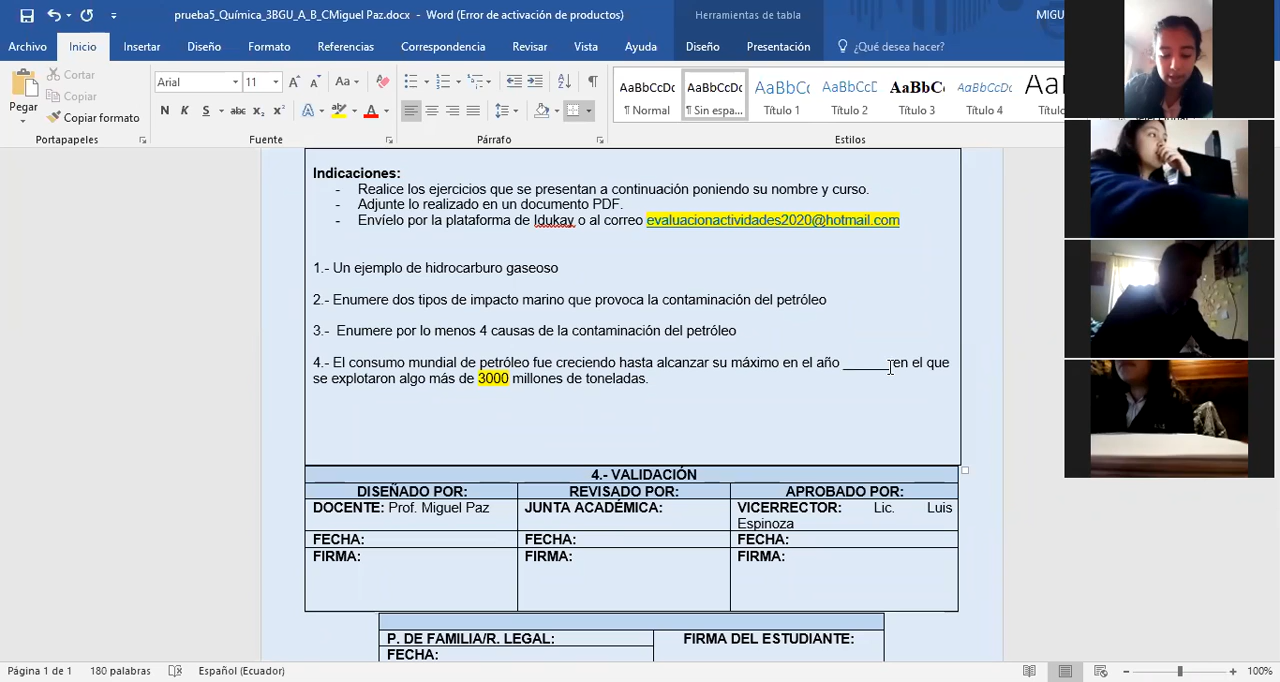 prueba5_Química_3BGU_A_B_CMiguel Paz.docx - Word (Error de activación de productos)
Herramientas de tabla
MIGU
Archivo Inicio Insertar Diseño Formato Referencias Correspondencia Revisar Vista Ayuda Diseño Presentación ¿Qué desea hacer?
Pegar
Cortar
Copiar
Copiar formato
Arial 11
Aa
N K S abc x₂ x²
A A
AaBbCcDc AaBbCcDc AaBbCc AaBbCcD AaBbC AaBbCcDc Aa
¶ Normal ¶ Sin espa... Título 1 Título 2 Título 3 Título 4 Títu
Portapapeles Fuente Párrafo Estilos
Indicaciones:
- Realice los ejercicios que se presentan a continuación poniendo su nombre y curso.
- Adjunte lo realizado en un documento PDF.
- Envíelo por la plataforma de Idukay o al correo evaluacionactividades2020@hotmail.com
1.- Un ejemplo de hidrocarburo gaseoso
2.- Enumere dos tipos de impacto marino que provoca la contaminación del petróleo
3.- Enumere por lo menos 4 causas de la contaminación del petróleo
4.- El consumo mundial de petróleo fue creciendo hasta alcanzar su máximo en el año ______en el que
se explotaron algo más de 3000 millones de toneladas.
4.- VALIDACIÓN
DISEÑADO POR: REVISADO POR: APROBADO POR:
DOCENTE: Prof. Miguel Paz JUNTA ACADÉMICA: VICERRECTOR: Lic. Luis
Espinoza
FECHA: FECHA: FECHA:
FIRMA: FIRMA: FIRMA:
P. DE FAMILIA/R. LEGAL: FIRMA DEL ESTUDIANTE:
FECHA:
Página 1 de 1 180 palabras Español (Ecuador) 100%